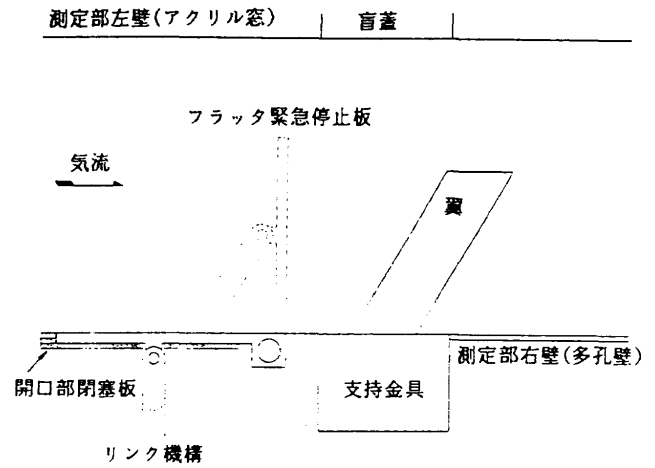 測定部左壁(アクリル窓)
盲蓋
フラッタ緊急停止板
気流
翼
測定部右壁(多孔壁)
開口部閉塞板
支持金具
リンク機構